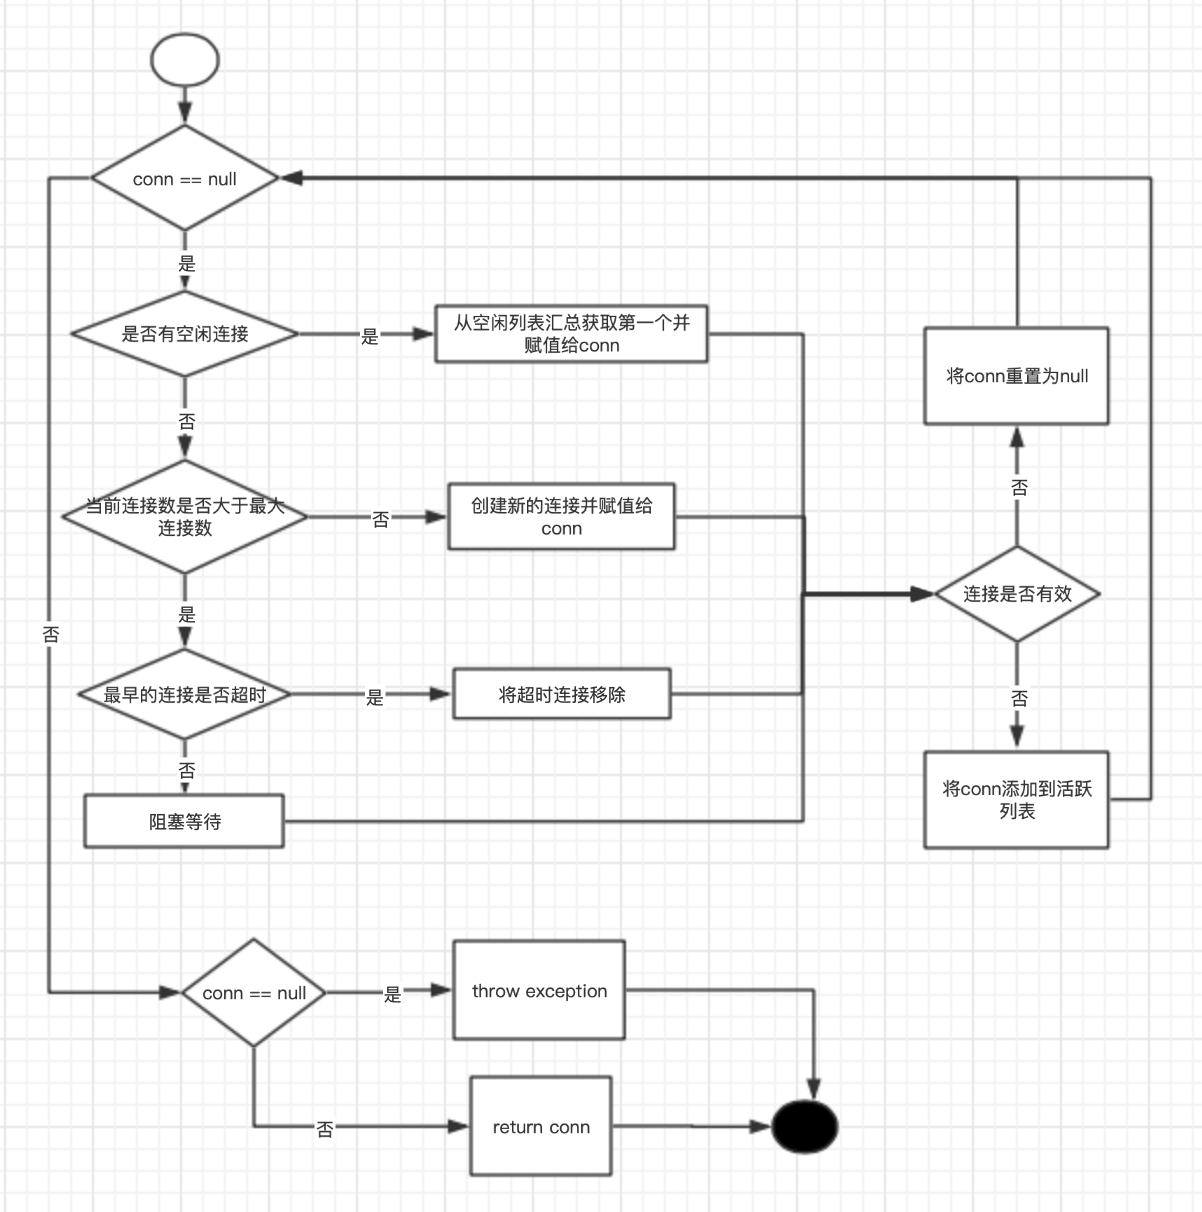 conn == null
是
是否有空闲连接
是
从空闲列表汇总获取第一个并
赋值给conn
将conn重置为null
否
否
当前连接数是否大于最大
连接数
否
创建新的连接并赋值给
conn
连接是否有效
是
否
最早的连接是否超时
是
将超时连接移除
否
否
阻塞等待
将conn添加到活跃
列表
conn == null
是
throw exception
否
return conn